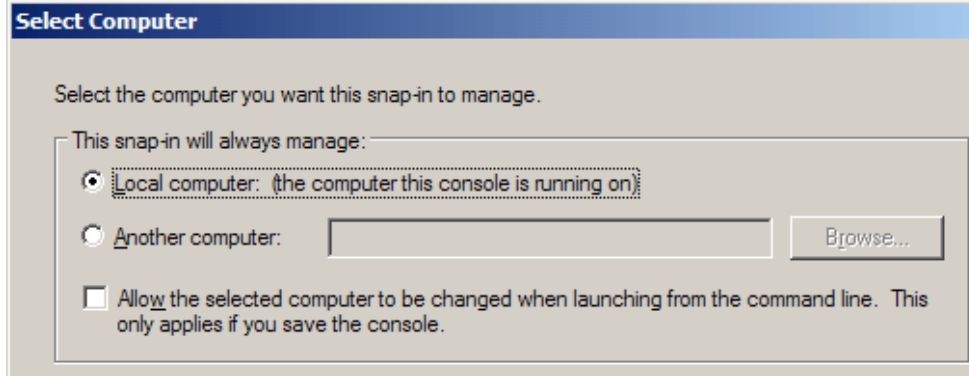 Select Computer
Select the computer you want this snap-in to manage.
This snap-in will always manage:
Local computer: (the computer this console is running on)
Another computer:
Browse...
Allow the selected computer to be changed when launching from the command line. This
only applies if you save the console.